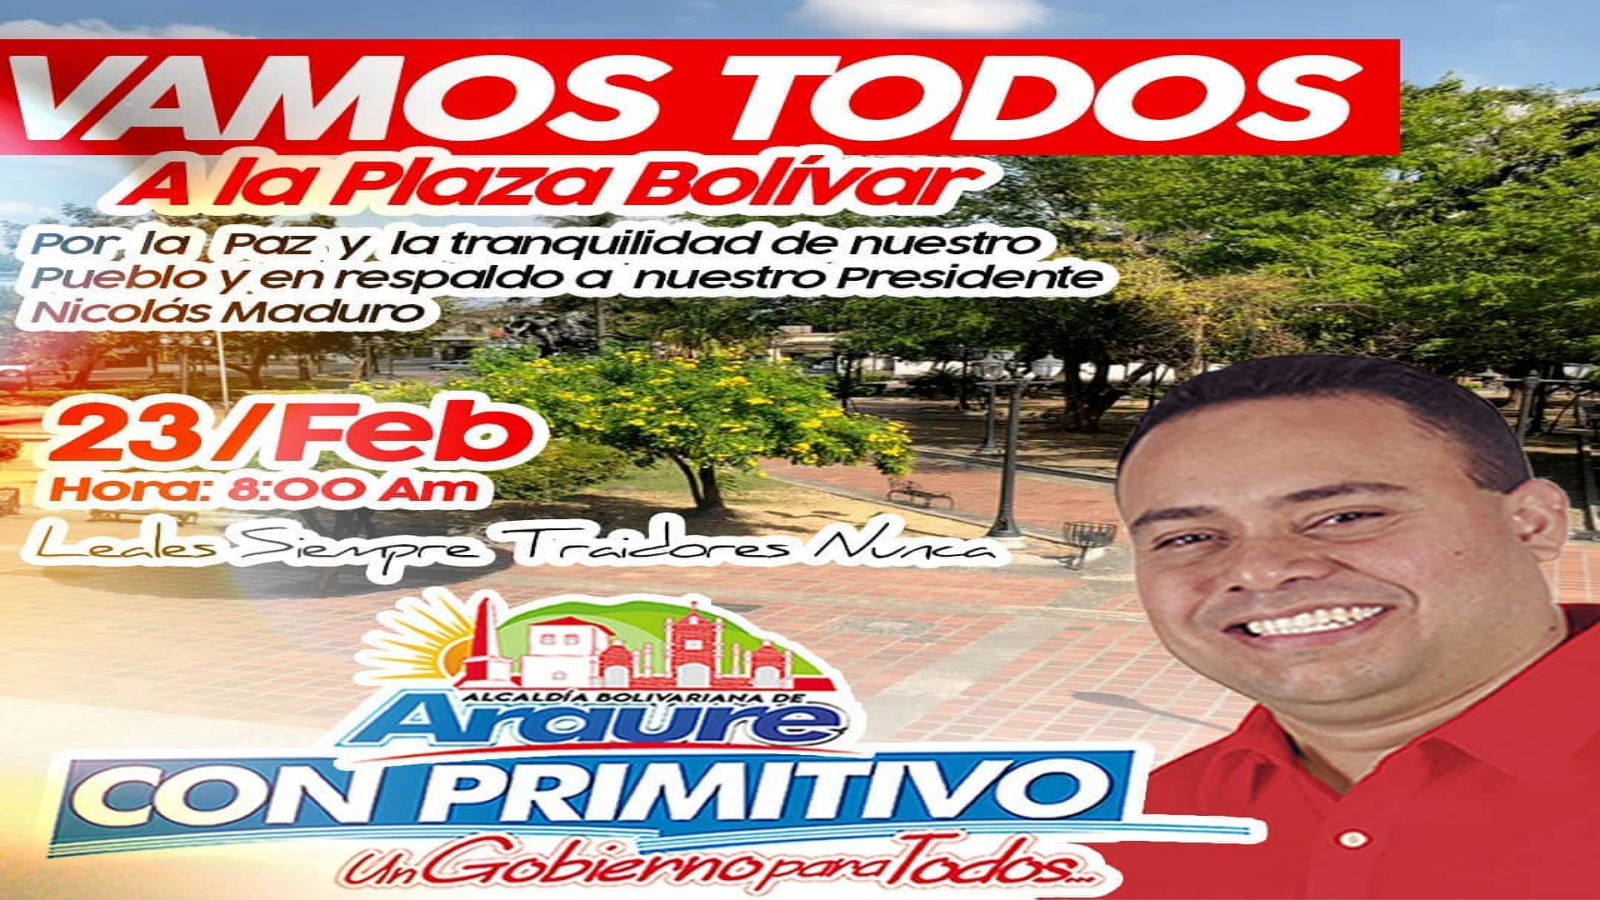 VAMOS TODOS
A la Plaza Bolívar
Por, la Paz y la tranquilidad de nuestro
Pueblo y en respaldo a nuestro Presidente
Nicolás Maduro
23/Feb
Hora: 8:00 Am
Leales Siempre Traidores Nunca
ALCALDÍA BOLIVARIANA DE
Araure
CON PRIMITIVO
Un Gobierno para Todos...